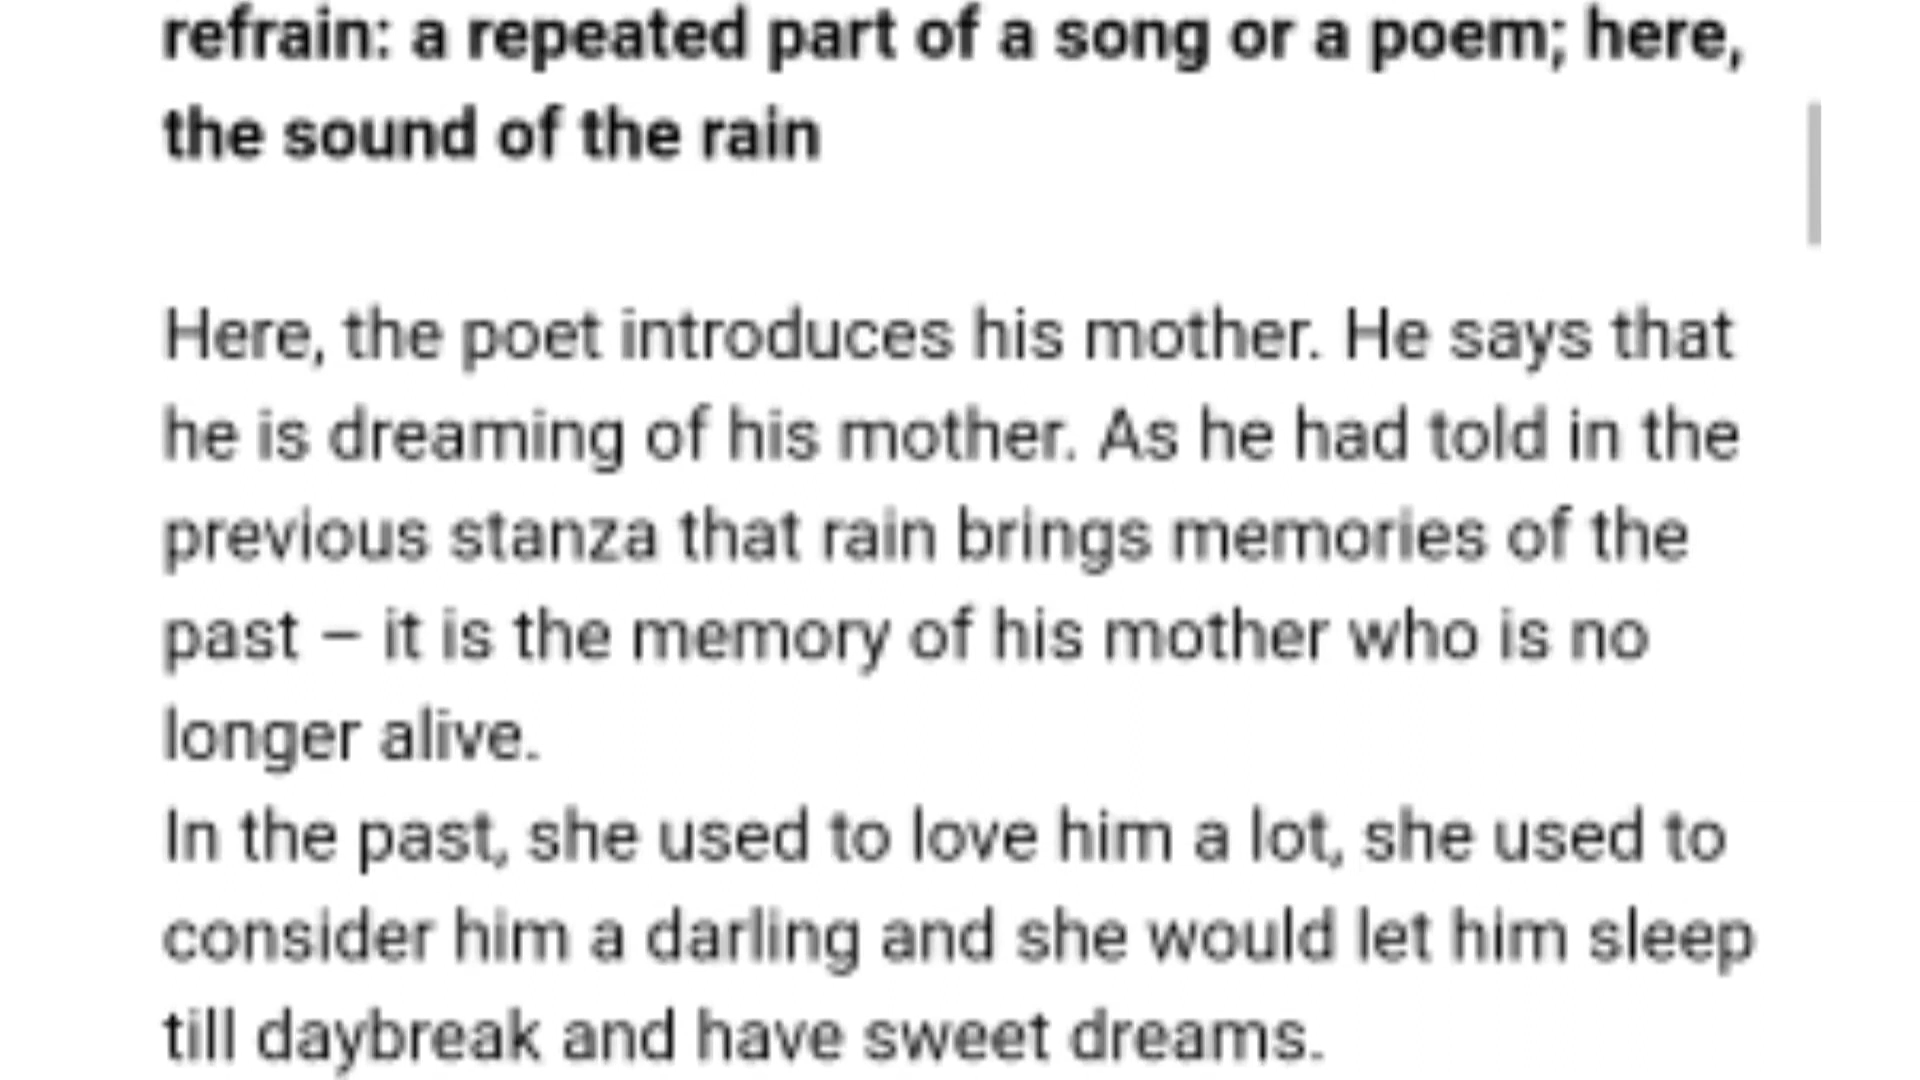 refrain: a repeated part of a song or a poem; here,
the sound of the rain
Here, the poet introduces his mother. He says that
he is dreaming of his mother. As he had told in the
previous stanza that rain brings memories of the
past – it is the memory of his mother who is no
longer alive.
In the past, she used to love him a lot, she used to
consider him a darling and she would let him sleep
till daybreak and have sweet dreams.